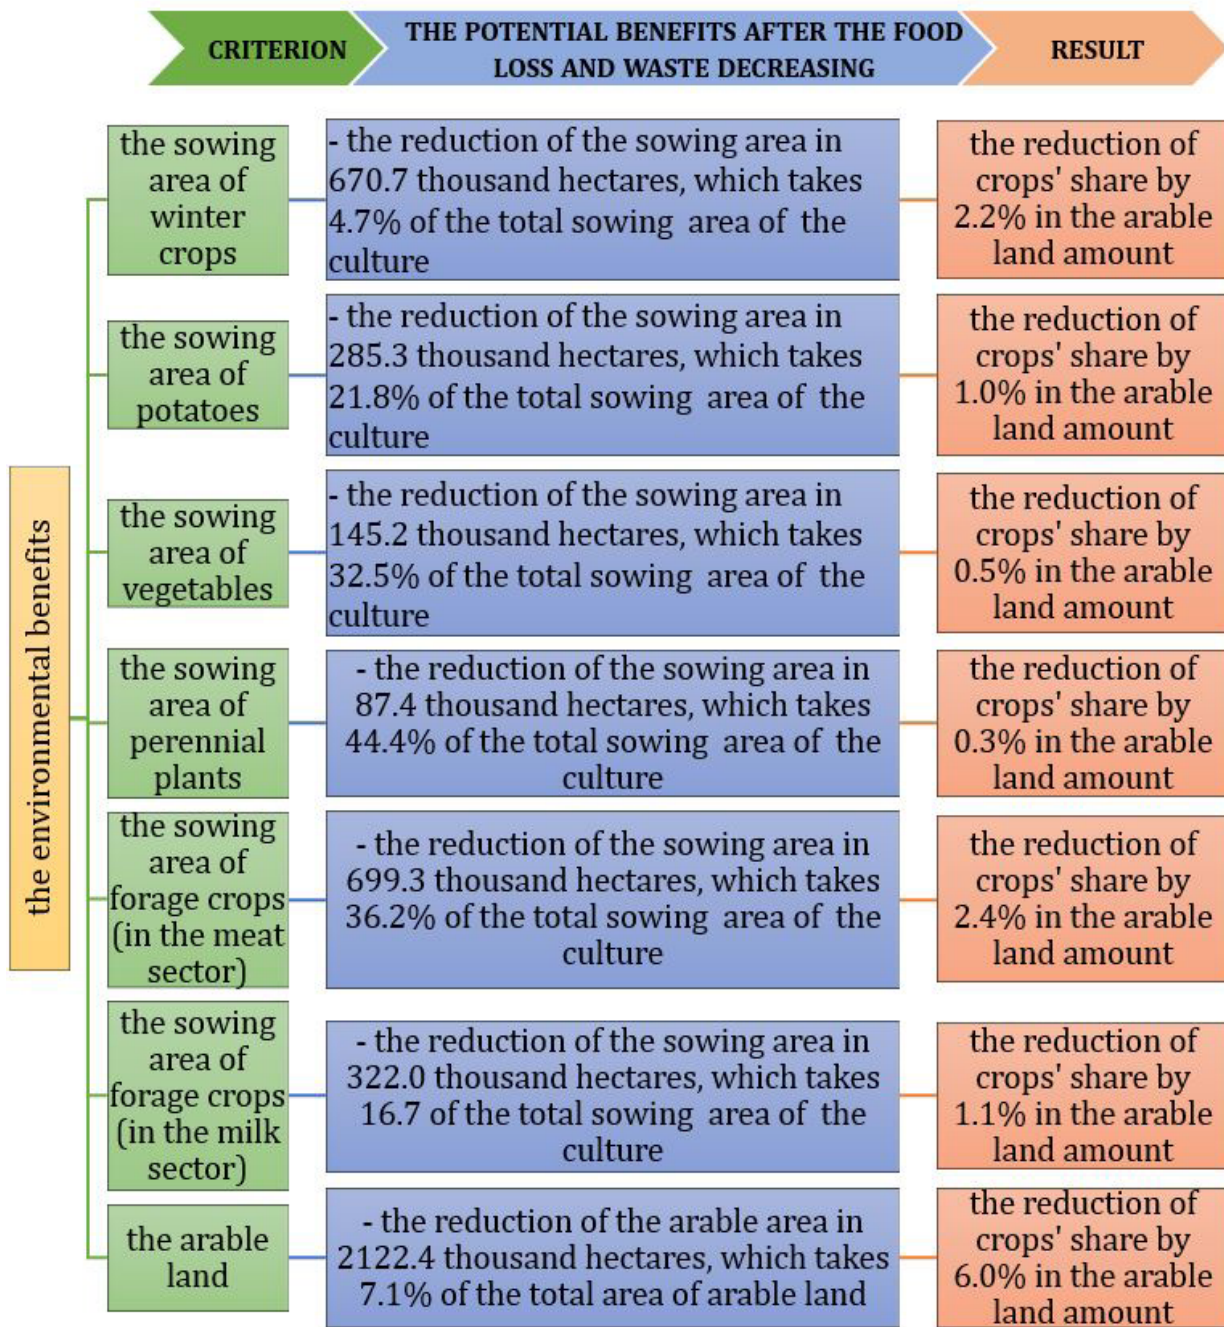 CRITERION
THE POTENTIAL BENEFITS AFTER THE FOOD
LOSS AND WASTE DECREASING
RESULT
the environmental benefits
the sowing
area of
winter
crops
- the reduction of the sowing area in
670.7 thousand hectares, which takes
4.7% of the total sowing area of the
culture
the reduction of
crops' share by
2.2% in the arable
land amount
the sowing
area of
potatoes
- the reduction of the sowing area in
285.3 thousand hectares, which takes
21.8% of the total sowing area of the
culture
the reduction of
crops' share by
1.0% in the arable
land amount
the sowing
area of
vegetables
- the reduction of the sowing area in
145.2 thousand hectares, which takes
32.5% of the total sowing area of the
culture
the reduction of
crops' share by
0.5% in the arable
land amount
the sowing
area of
perennial
plants
- the reduction of the sowing area in
87.4 thousand hectares, which takes
44.4% of the total sowing area of the
culture
the reduction of
crops' share by
0.3% in the arable
land amount
the sowing
area of
forage crops
(in the meat
sector)
- the reduction of the sowing area in
699.3 thousand hectares, which takes
36.2% of the total sowing area of the
culture
the reduction of
crops' share by
2.4% in the arable
land amount
the sowing
area of
forage crops
(in the milk
sector)
- the reduction of the sowing area in
322.0 thousand hectares, which takes
16.7 of the total sowing area of the
culture
the reduction of
crops' share by
1.1% in the arable
land amount
the arable
land
- the reduction of the arable area in
2122.4 thousand hectares, which takes
7.1% of the total area of arable land
the reduction of
crops' share by
6.0% in the arable
land amount